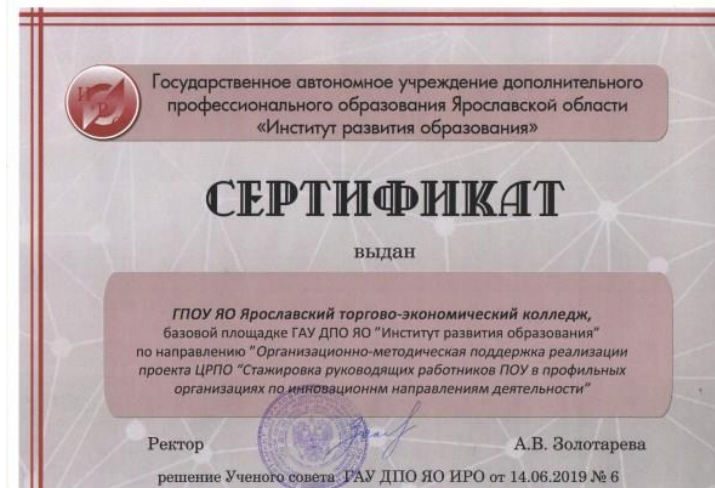 Государственное автономное учреждение дополнительного
профессионального образования Ярославской области
«Институт развития образования»
ИРО
СЕРТИФИКАТ
выдан
ГПОУ ЯО Ярославский торгово-экономический колледж,
базовой площадке ГАУ ДПО ЯО "Институт развития образования"
по направлению "Организационно-методическая поддержка реализации
проекта ЦРПО "Стажировка руководящих работников ПОУ в профильных
организациях по инновационнм направлениям деятельности"
Ректор
А.В. Золотарева
решение Ученого совета ГАУ ДПО ЯО ИРО от 14.06.2019 № 6